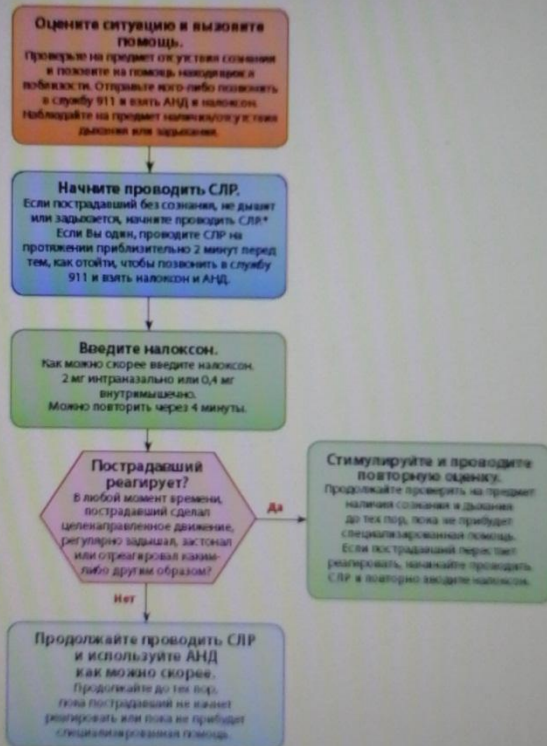 Оцените ситуацию и вызовите
помощь.
Проверьте на предмет отсутствия сознания
и позовите на помощь находящихся
поблизости. Отправьте кого-либо позвонить
в службу 911 и взять АНД и налоксон.
Наблюдайте на предмет наличия/отсутствия
дыхания или задыхания.
Начните проводить СЛР.
Если пострадавший без сознания, не дышит
или задыхается, начните проводить СЛР.*
Если Вы один, проводите СЛР на
протяжении приблизительно 2 минут перед
тем, как отойти, чтобы позвонить в службу
911 и взять налоксон и АНД.
Введите налоксон.
Как можно скорее введите налоксон.
2 мг интраназально или 0,4 мг
внутримышечно.
Можно повторить через 4 минуты.
Пострадавший
реагирует?
В любой момент времени,
пострадавший сделал
целенаправленное движение,
регулярно задышал, застонал
или отреагировал каким-
либо другим образом?
Да
Стимулируйте и проводите
повторную оценку.
Продолжайте проверять на предмет
наличия сознания и дыхания
до тех пор, пока не прибудет
специализированная помощь.
Если пострадавший перестает
реагировать, начинайте проводить
СЛР и повторно вводите налоксон.
Нет
Продолжайте проводить СЛР
и используйте АНД
как можно скорее.
Продолжайте до тех пор,
пока пострадавший не начнет
реагировать или пока не прибудет
специализированная помощь.